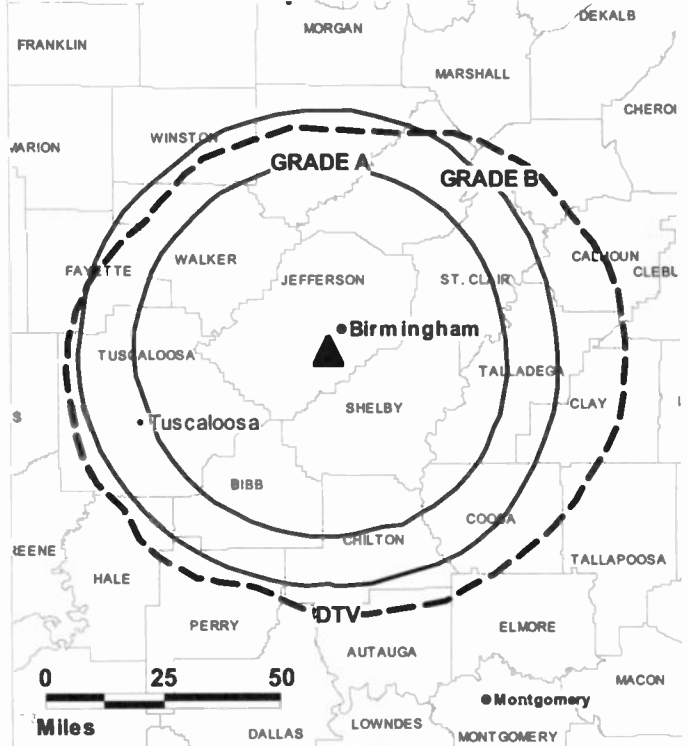 DEKALB
MORGAN
FRANKLIN
MARSHALL
CHEROI
WINSTON
MARION
GRADE A
GRADE B
WALKER
CALHOUN
FAYETTE
CLEBU
JEFFERSON
ST. CLAIR
Birmingham
TUSCALOOSA
TALLADEGA
CLAY
SHELBY
S
Tuscaloosa
BIBB
COOSA
CHILTON
REENE
TALLAPOOSA
HALE
DTV
PERRY
ELMORE
AUTAUGA
0 25 50
MACON
Montgomery
Miles
LOWNDES
DALLAS
MONTGOMERY